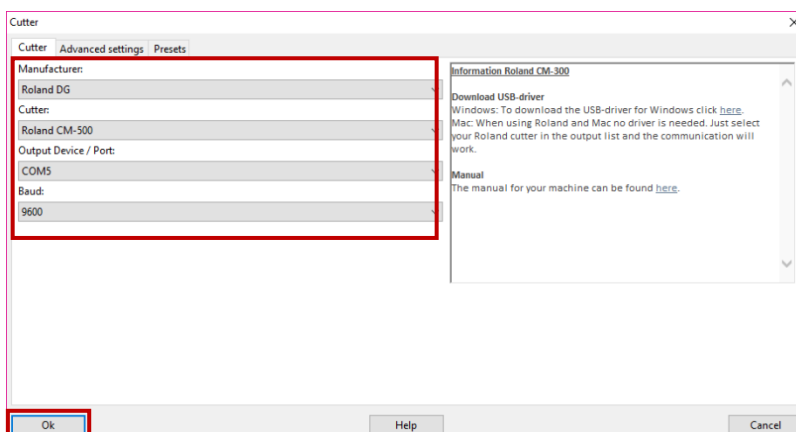 Cutter
Cutter Advanced settings Presets
Manufacturer:
Roland DG
Cutter:
Roland CM-500
Output Device / Port:
COM5
Baud:
9600
Information Roland CM-300
Download USB-driver
Windows: To download the USB-driver for Windows click here.
Mac: When using Roland and Mac no driver is needed. Just select
your Roland cutter in the output list and the communication will
work.
Manual
The manual for your machine can be found here.
Ok
Help
Cancel